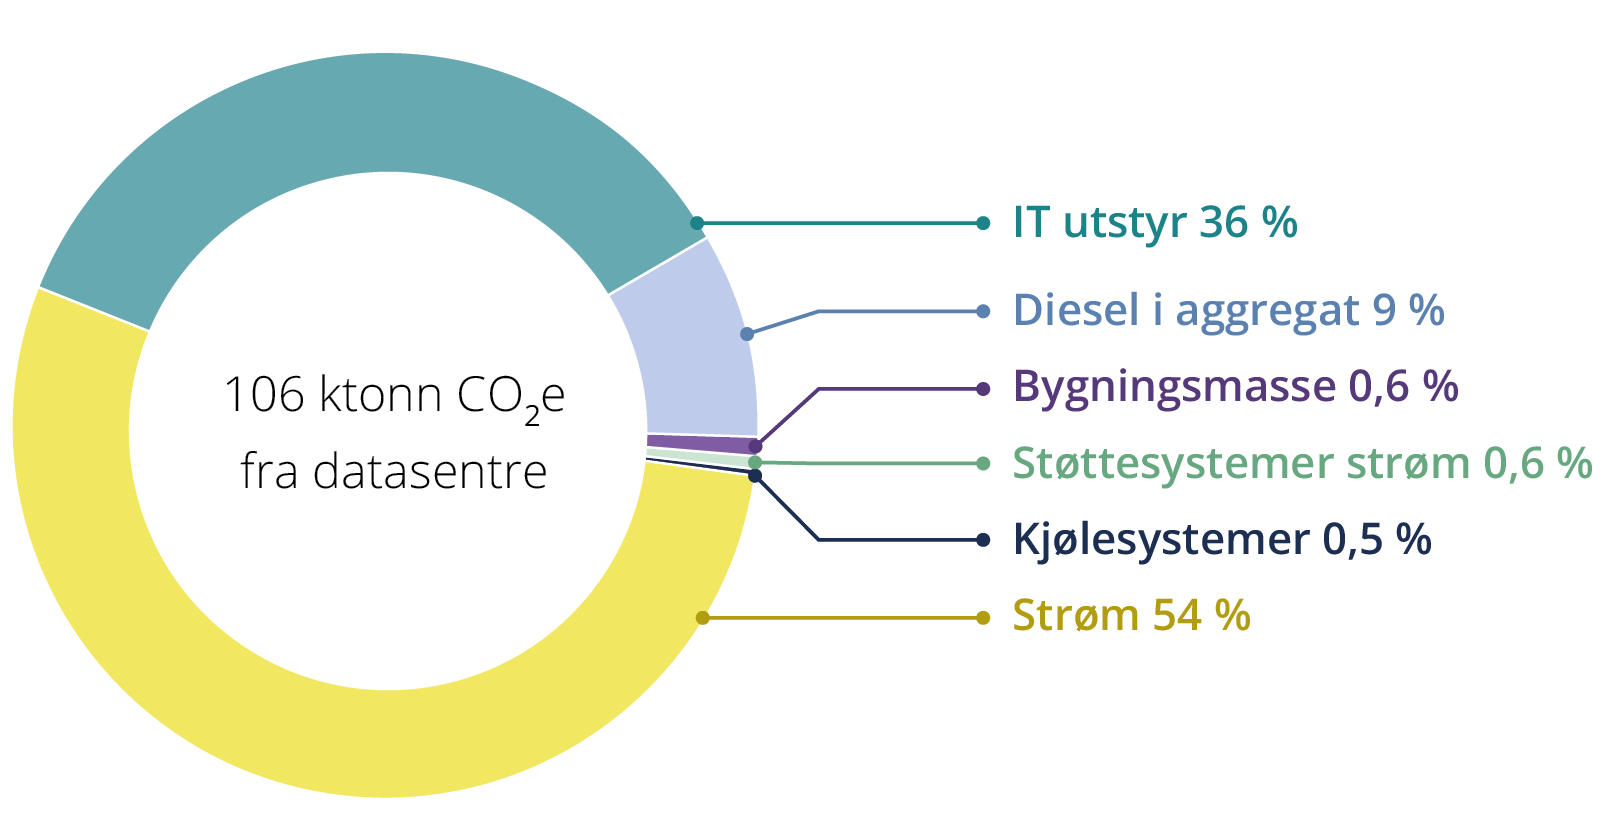 106 ktonn CO₂e
fra datasentre
IT utstyr 36 %
Diesel i aggregat 9 %
Bygningsmasse 0,6 %
Støttesystemer strøm 0,6 %
Kjølesystemer 0,5 %
Strøm 54 %